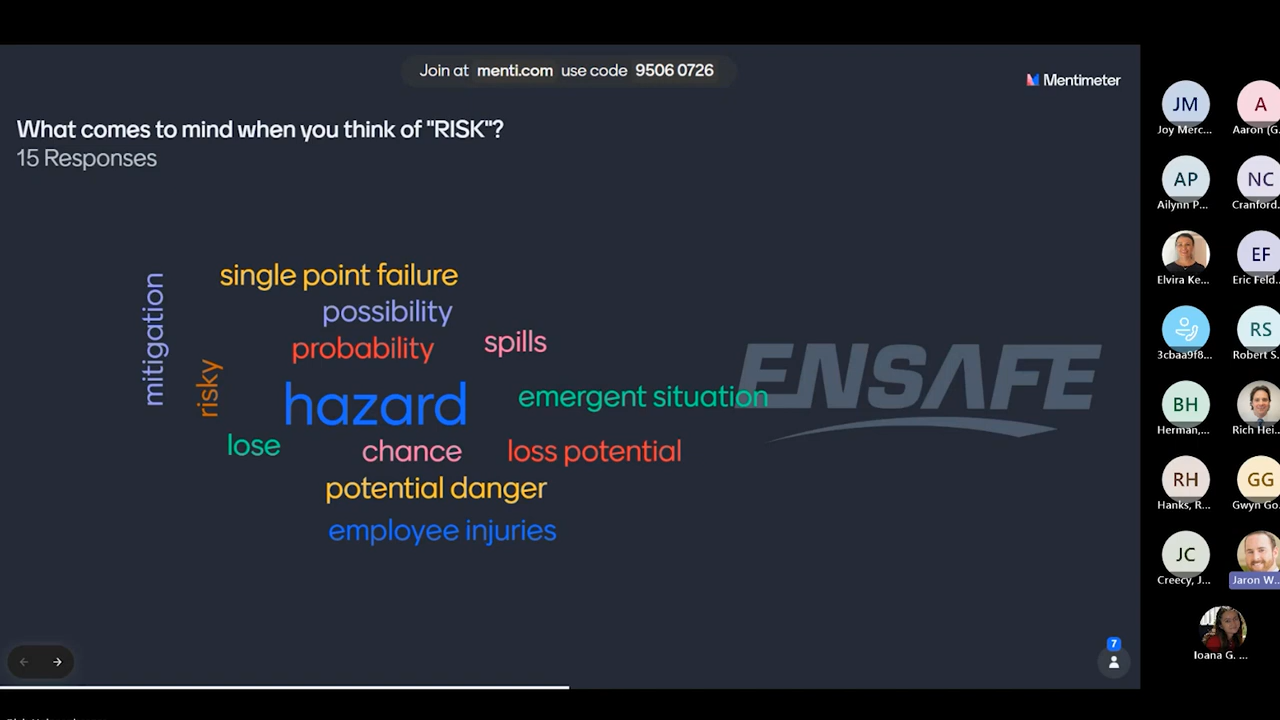 Join at menti.com use code 9506 0726
Mentimeter
What comes to mind when you think of "RISK"?
15 Responses
mitigation
single point failure
possibility
probability
spills
risky
hazard
emergent situation
ENSAFE
lose
chance
loss potential
potential danger
employee injuries
7
JM
Joy Merc...
A
Aaron (G.
AP
Ailynn P...
NC
Cranford.
Elvira Ke...
EF
Eric Feld..
3cbaa9f8...
RS
Robert S.
BH
Herman,...
Rich Hei..
RH
Hanks, R...
GG
Gwyn Go.
JC
Creecy, J...
Jaron W..
Ioana G. ...